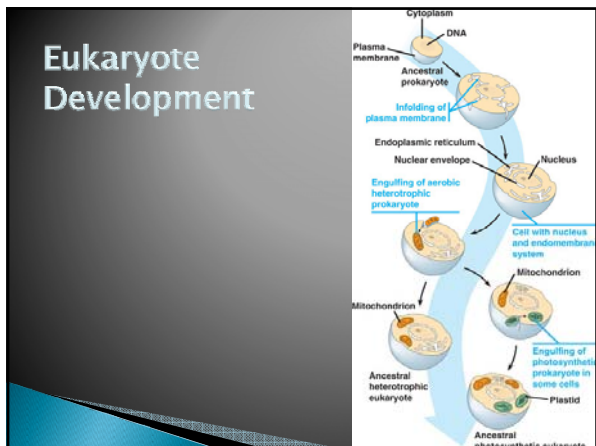 Eukaryote
Development
Cytoplasm
DNA
Plasma
membrane
Ancestral
prokaryote
Infolding of
plasma membrane
Endoplasmic reticulum
Nuclear envelope
Nucleus
Engulfing of aerobic
heterotrophic
prokaryote
Cell with nucleus
and endomembrane
system
Mitochondrion
Mitochondrion
Engulfing of
photosynthetic
prokaryote in
some cells
Ancestral
heterotrophic
eukaryote
Plastid
Ancestral
photosynthetic eukaryote